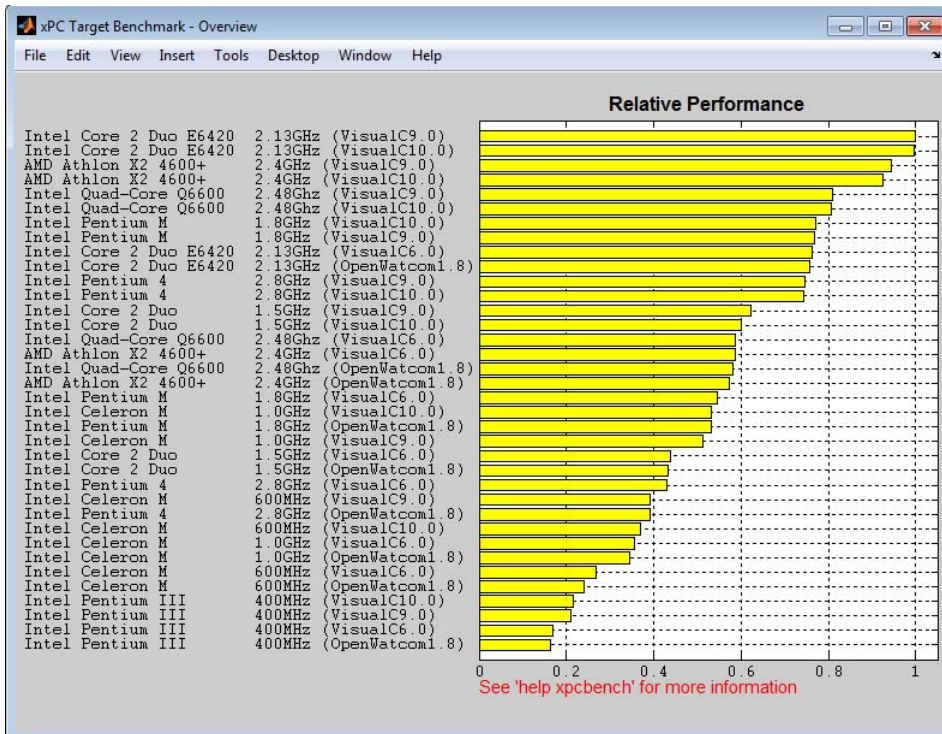 xPC Target Benchmark - Overview
File Edit View Insert Tools Desktop Window Help
Relative Performance
Intel Core 2 Duo E6420 2.13GHz (VisualC9.0)
Intel Core 2 Duo E6420 2.13GHz (VisualC10.0)
AMD Athlon X2 4600+ 2.4GHz (VisualC9.0)
AMD Athlon X2 4600+ 2.4GHz (VisualC10.0)
Intel Quad-Core Q6600 2.48Ghz (VisualC9.0)
Intel Quad-Core Q6600 2.48Ghz (VisualC10.0)
Intel Pentium M 1.8GHz (VisualC10.0)
Intel Pentium M 1.8GHz (VisualC9.0)
Intel Core 2 Duo E6420 2.13GHz (VisualC6.0)
Intel Core 2 Duo E6420 2.13GHz (OpenWatcom1.8)
Intel Pentium 4 2.8GHz (VisualC9.0)
Intel Pentium 4 2.8GHz (VisualC10.0)
Intel Core 2 Duo 1.5GHz (VisualC9.0)
Intel Core 2 Duo 1.5GHz (VisualC10.0)
Intel Quad-Core Q6600 2.48Ghz (VisualC6.0)
AMD Athlon X2 4600+ 2.4GHz (VisualC6.0)
Intel Quad-Core Q6600 2.48Ghz (OpenWatcom1.8)
AMD Athlon X2 4600+ 2.4GHz (OpenWatcom1.8)
Intel Pentium M 1.8GHz (VisualC6.0)
Intel Celeron M 1.0GHz (VisualC10.0)
Intel Pentium M 1.8GHz (OpenWatcom1.8)
Intel Celeron M 1.0GHz (VisualC9.0)
Intel Core 2 Duo 1.5GHz (VisualC6.0)
Intel Core 2 Duo 1.5GHz (OpenWatcom1.8)
Intel Pentium 4 2.8GHz (VisualC6.0)
Intel Celeron M 600MHz (VisualC9.0)
Intel Pentium 4 2.8GHz (OpenWatcom1.8)
Intel Celeron M 600MHz (VisualC10.0)
Intel Celeron M 1.0GHz (VisualC6.0)
Intel Celeron M 1.0GHz (OpenWatcom1.8)
Intel Celeron M 600MHz (VisualC6.0)
Intel Celeron M 600MHz (OpenWatcom1.8)
Intel Pentium III 400MHz (VisualC10.0)
Intel Pentium III 400MHz (VisualC9.0)
Intel Pentium III 400MHz (VisualC6.0)
Intel Pentium III 400MHz (OpenWatcom1.8)
0 0.2 0.4 0.6 0.8 1
See 'help xpcbench' for more information